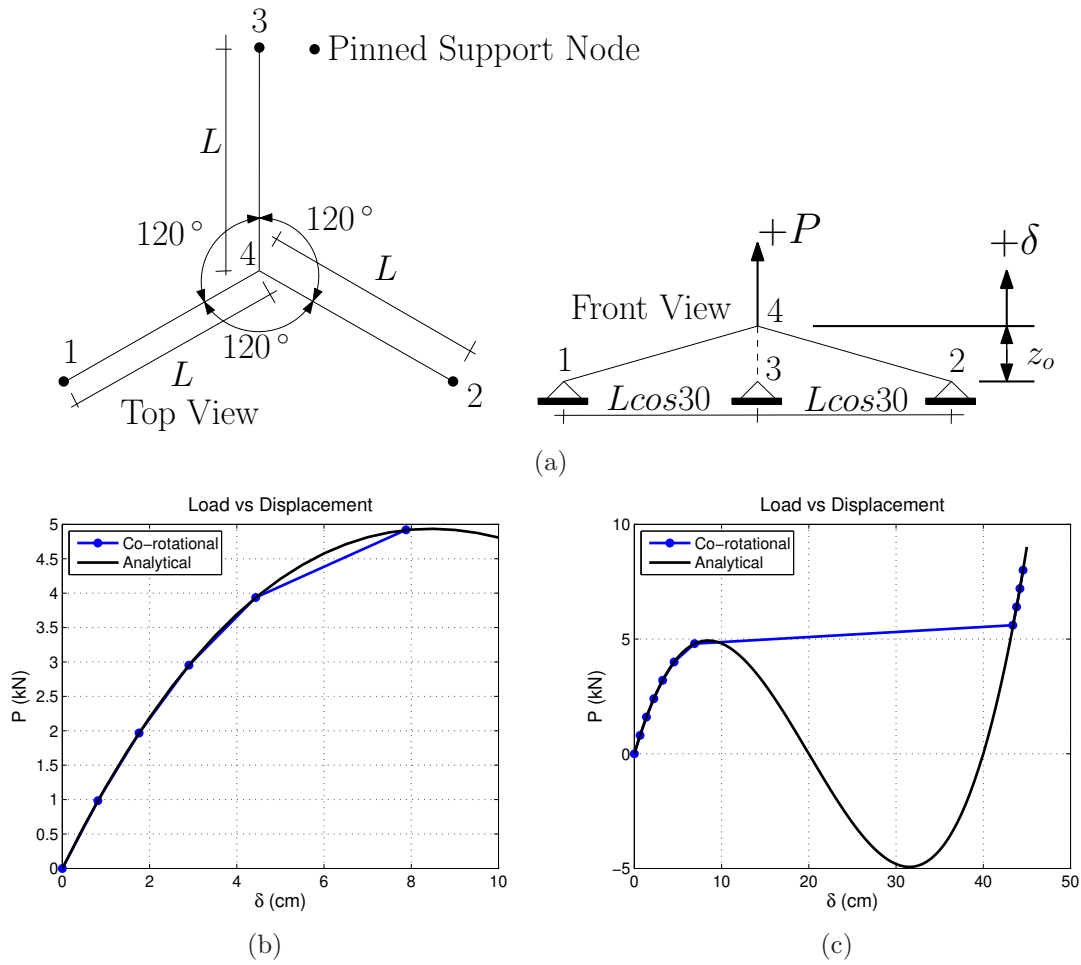 3
• Pinned Support Node
L
120° 120°
4
L
120°
1
L
2
Top View
+P
+δ
Front View
4
1
3
2
z_o
Lcos30 Lcos30
(a)
Load vs Displacement
Co-rotational
Analytical
P (kN)
5
4.5
4
3.5
3
2.5
2
1.5
1
0.5
0
0 2 4 6 8 10
δ (cm)
(b)
Load vs Displacement
Co-rotational
Analytical
P (kN)
10
5
0
−5
0 10 20 30 40 50
δ (cm)
(c)